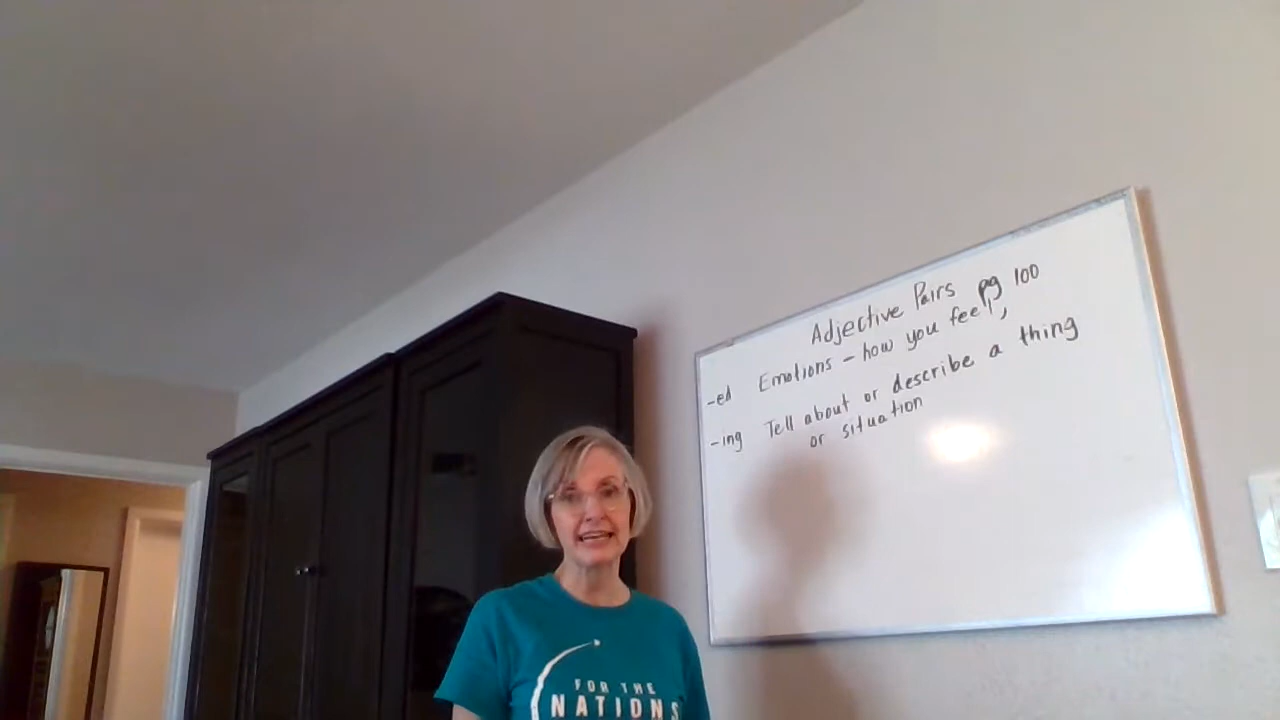 Adjective Pairs pg 100
-ed Emotions - how you feel,
-ing Tell about or describe a thing
or situation
FOR THE
NATIONS